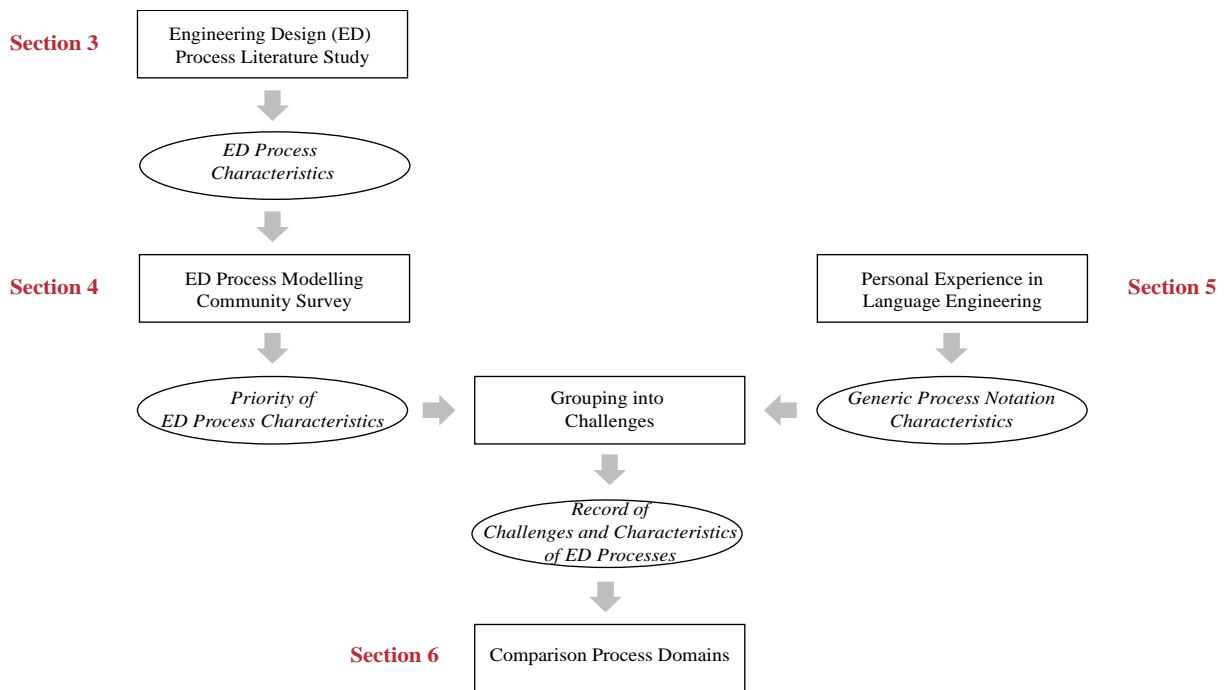 Section 3
Engineering Design (ED)
Process Literature Study
ED Process
Characteristics
Section 4
ED Process Modelling
Community Survey
Personal Experience in
Language Engineering
Section 5
Priority of
ED Process Characteristics
Grouping into
Challenges
Generic Process Notation
Characteristics
Record of
Challenges and Characteristics
of ED Processes
Section 6
Comparison Process Domains